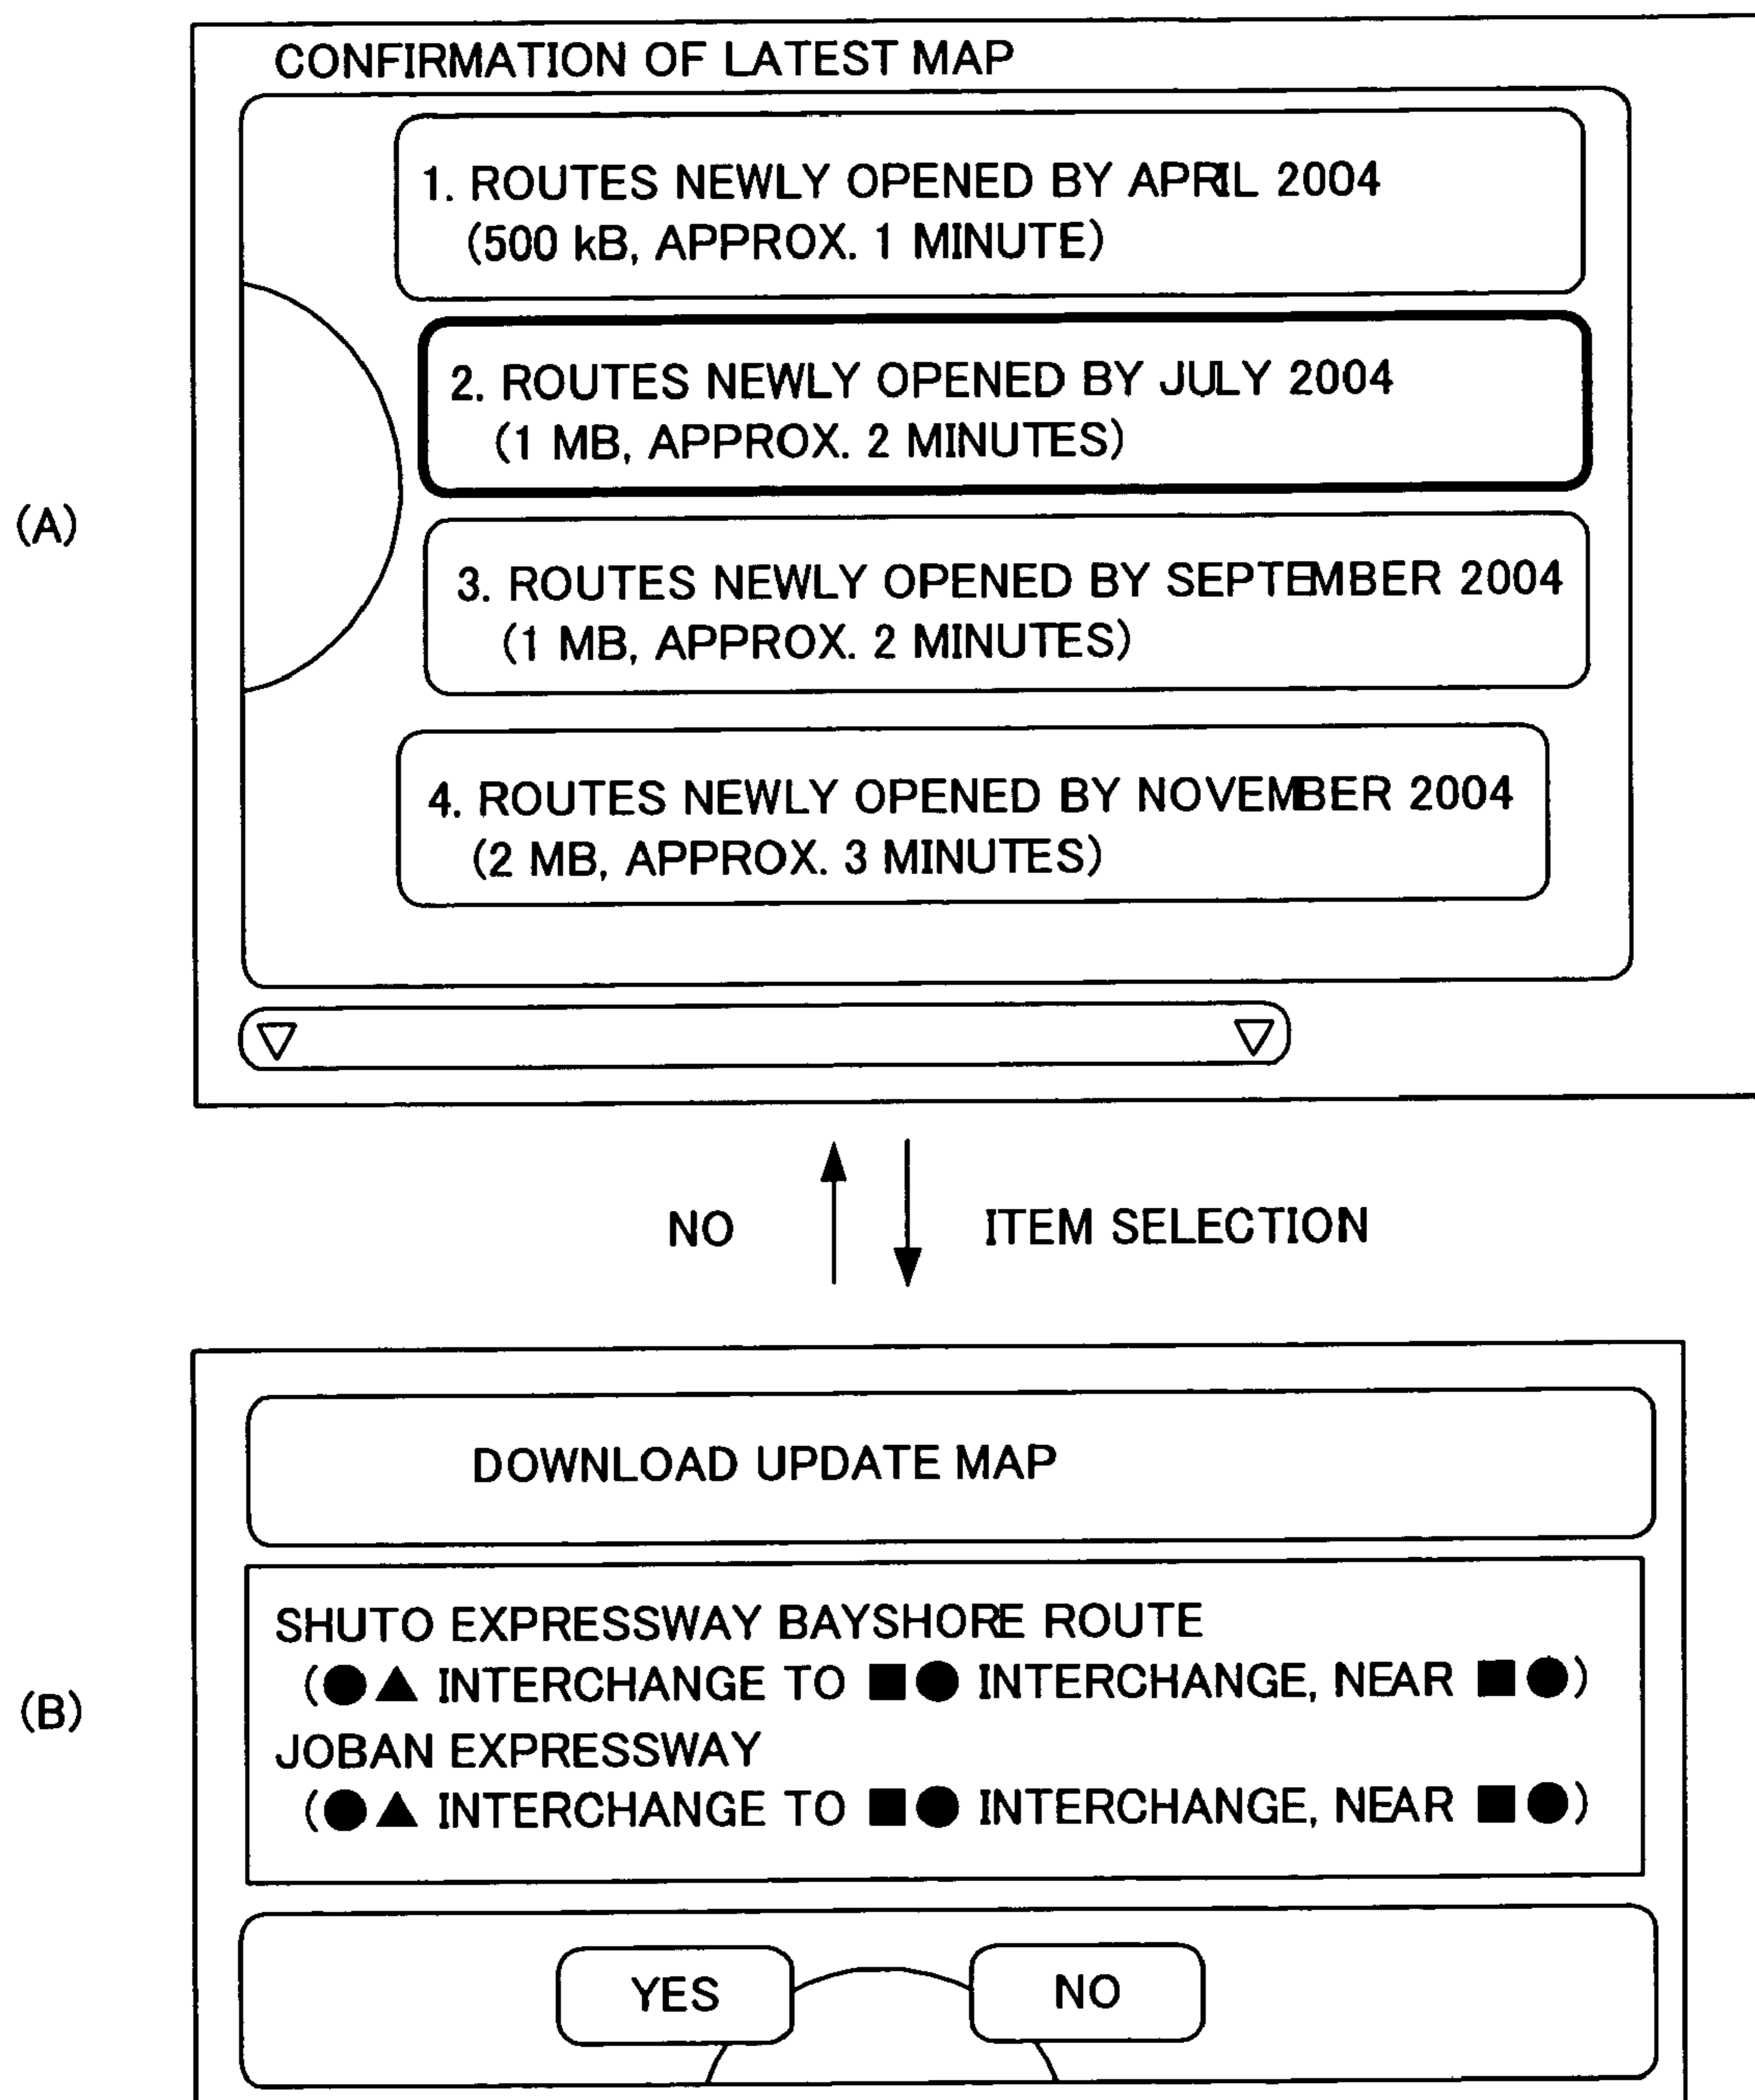 CONFIRMATION OF LATEST MAP
1. ROUTES NEWLY OPENED BY APRIL 2004
(500 kB, APPROX. 1 MINUTE)
2. ROUTES NEWLY OPENED BY JULY 2004
(1 MB, APPROX. 2 MINUTES)
(A)
3. ROUTES NEWLY OPENED BY SEPTEMBER 2004
(1 MB, APPROX. 2 MINUTES)
4. ROUTES NEWLY OPENED BY NOVEMBER 2004
(2 MB, APPROX. 3 MINUTES)
NO
ITEM SELECTION
DOWNLOAD UPDATE MAP
SHUTO EXPRESSWAY BAYSHORE ROUTE
(●▲ INTERCHANGE TO ■● INTERCHANGE, NEAR ■●)
(B)
JOBAN EXPRESSWAY
(●▲ INTERCHANGE TO ■● INTERCHANGE, NEAR ■●)
YES
NO